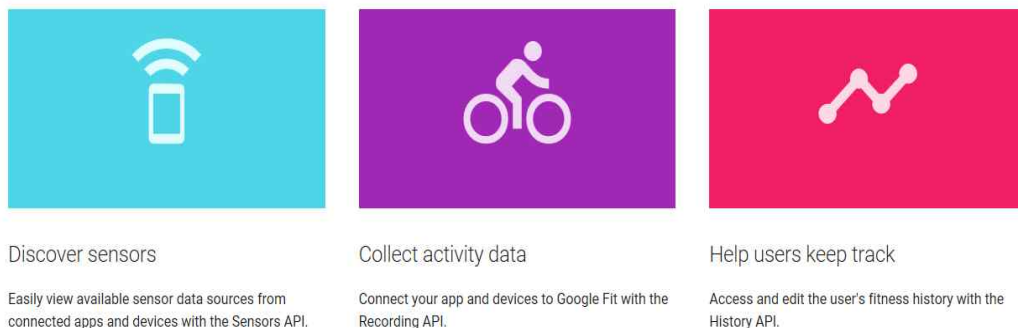 Discover sensors
Easily view available sensor data sources from
connected apps and devices with the Sensors API.
Collect activity data
Connect your app and devices to Google Fit with the
Recording API.
Help users keep track
Access and edit the user's fitness history with the
History API.